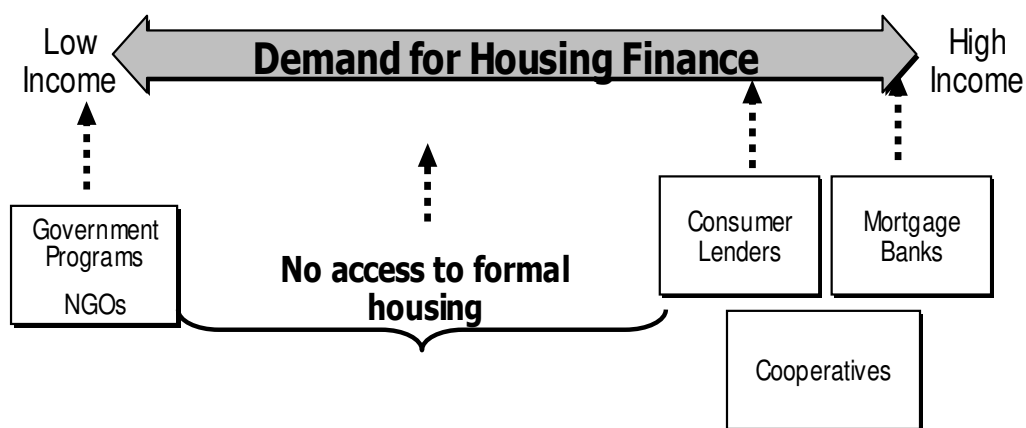 Low
Income
Demand for Housing Finance
High
Income
Government
Programs
NGOs
No access to formal
housing
Consumer
Lenders
Mortgage
Banks
Cooperatives